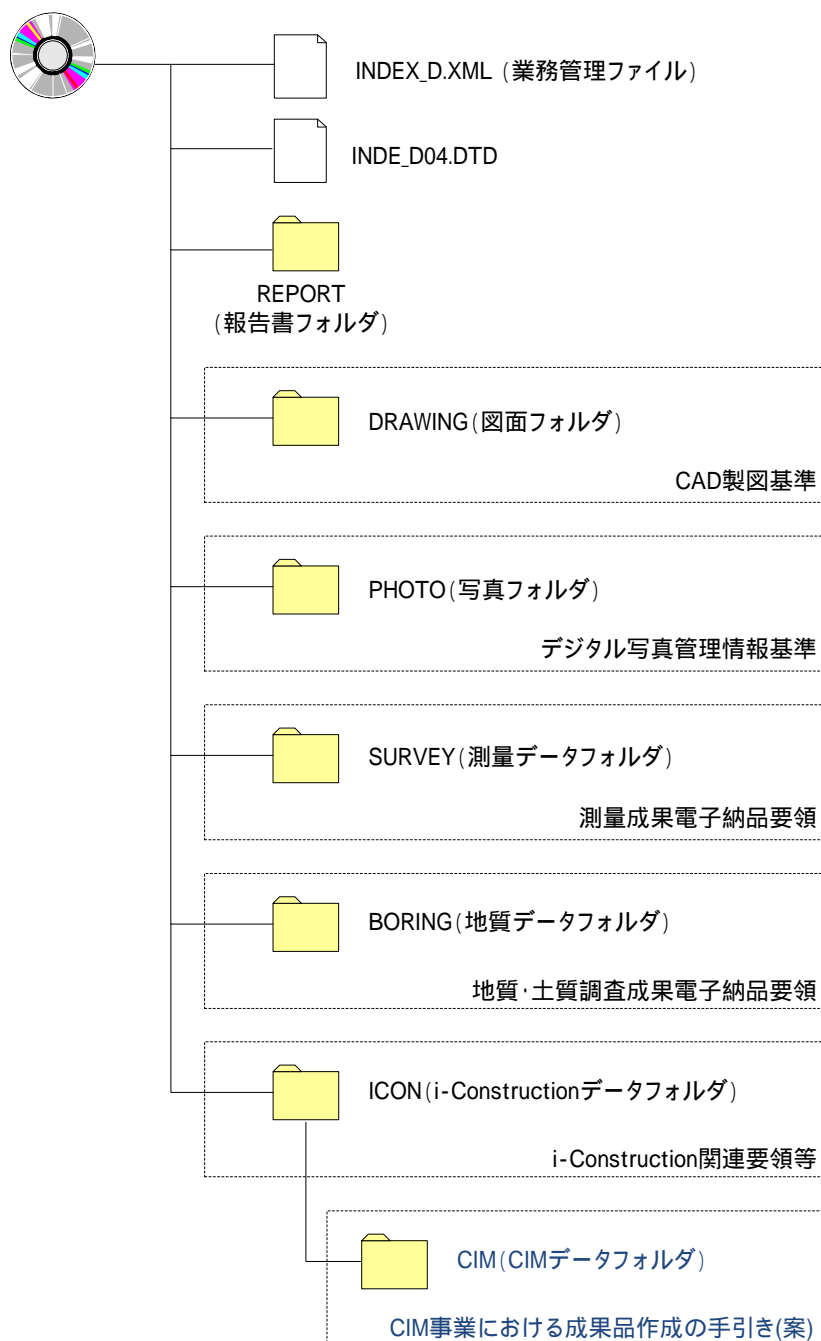 INDEX_D.XML (業務管理ファイル)
INDE_D04.DTD
REPORT
(報告書フォルダ)
DRAWING(図面フォルダ)
CAD製図基準
PHOTO(写真フォルダ)
デジタル写真管理情報基準
SURVEY(測量データフォルダ)
測量成果電子納品要領
BORING(地質データフォルダ)
地質・土質調査成果電子納品要領
ICON(i-Constructionデータフォルダ)
i-Construction関連要領等
CIM(CIMデータフォルダ)
CIM事業における成果品作成の手引き(案)